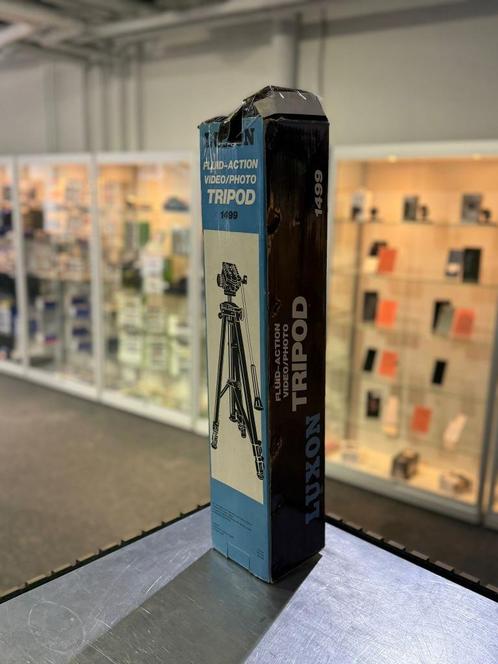 LUXON
FLUID-ACTION
VIDEO/PHOTO
TRIPOD
1499
1499
FLUID-ACTION
VIDEO/PHOTO
TRIPOD
LUXON